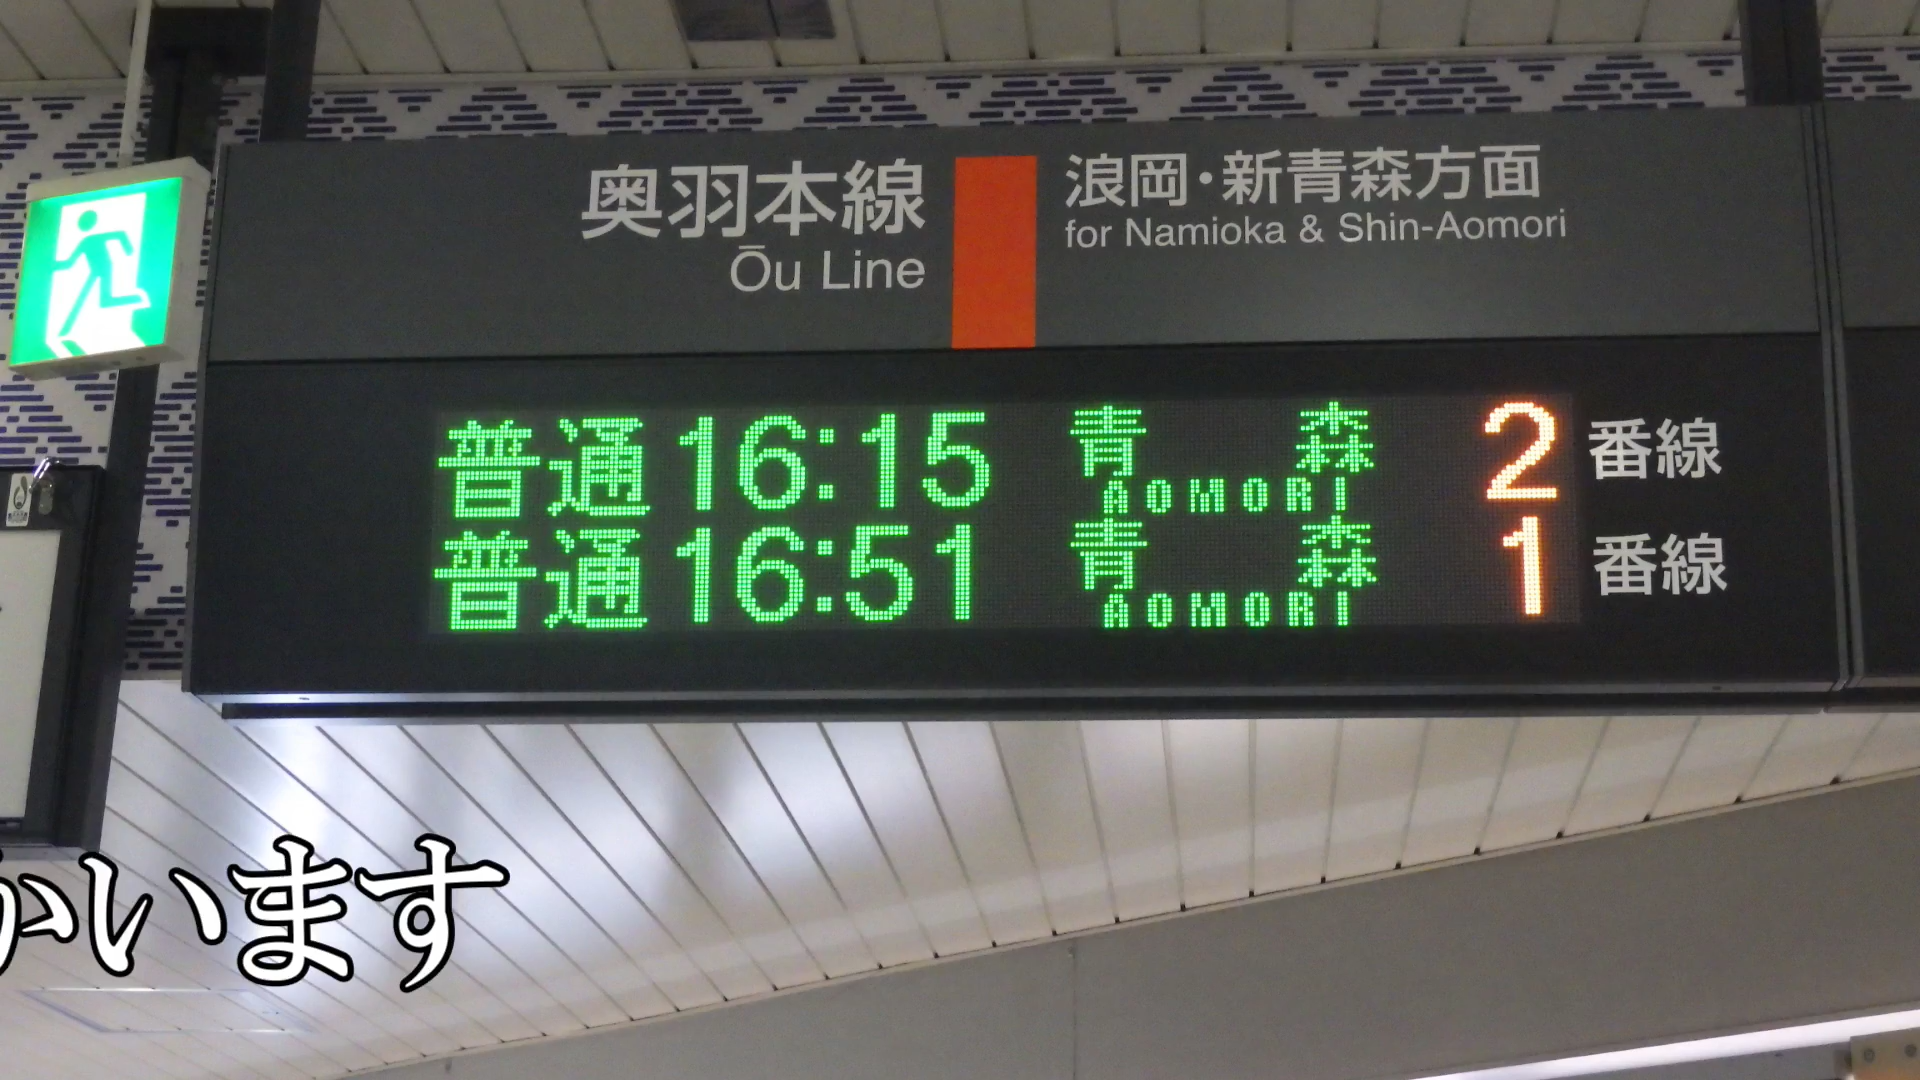 奥羽本線
Ōu Line
浪岡・新青森方面
for Namioka & Shin-Aomori
普通 16:15 青森 2 番線
AOMORI
普通 16:51 青森 1 番線
AOMORI
かいます